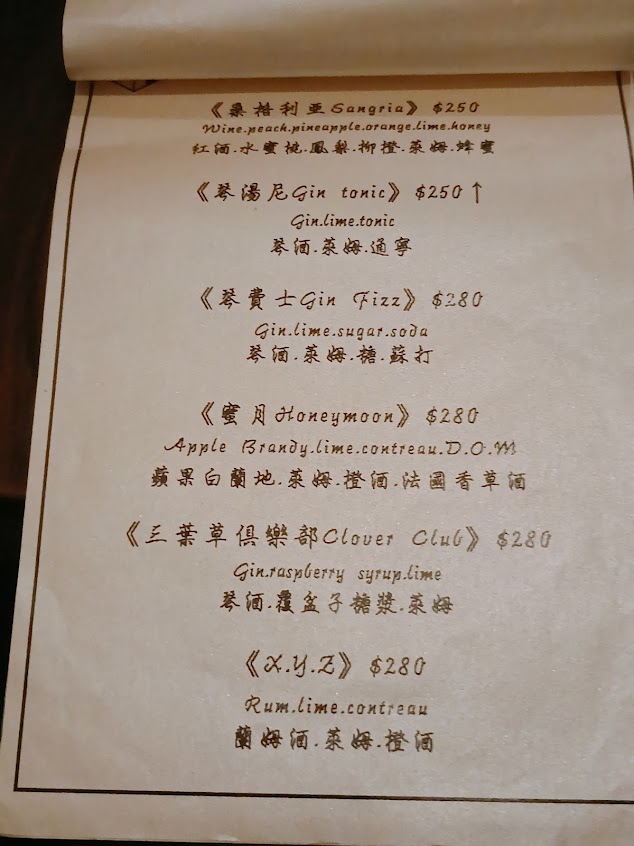 《桑格利亞Sangria》 $250
Wine.peach.pineapple.orange.lime.honey
紅酒.水蜜桃.鳳梨.柳橙.萊姆.蜂蜜
《琴湯尼Gin tonic》 $250↑
Gin.lime.tonic
琴酒.萊姆.通寧
《琴費士Gin Fizz》 $280
Gin.lime.sugar.soda
琴酒.萊姆.糖.蘇打
《蜜月Honeymoon》 $280
Apple Brandy.lime.contreau.D.O.M
蘋果白蘭地.萊姆.橙酒.法國香草酒
《三葉草俱樂部Clover Club》 $280
Gin.raspberry syrup.lime
琴酒.覆盆子糖漿.萊姆
《X.Y.Z》 $280
Rum.lime.contreau
蘭姆酒.萊姆.橙酒